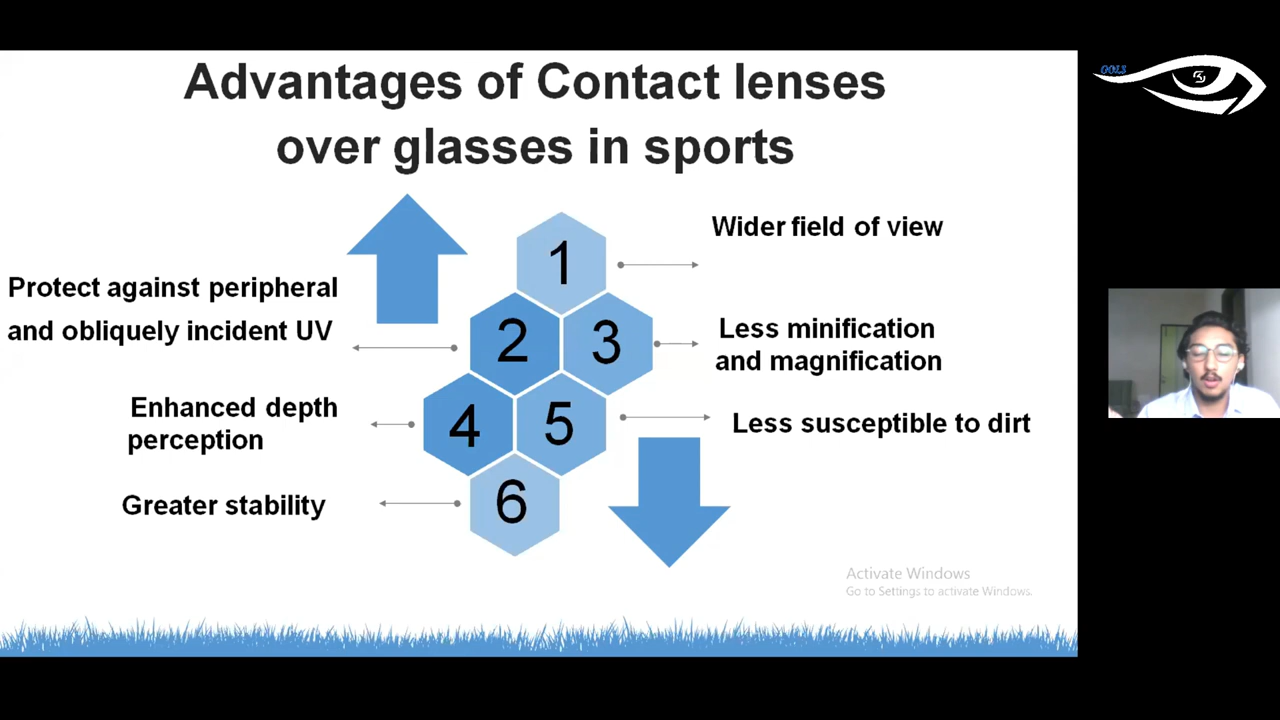 Advantages of Contact lenses
over glasses in sports
GOLS
1
Wider field of view
2
Protect against peripheral
and obliquely incident UV
3
Less minification
and magnification
4
Enhanced depth
perception
5
Less susceptible to dirt
6
Greater stability
Activate Windows
Go to Settings to activate Windows.